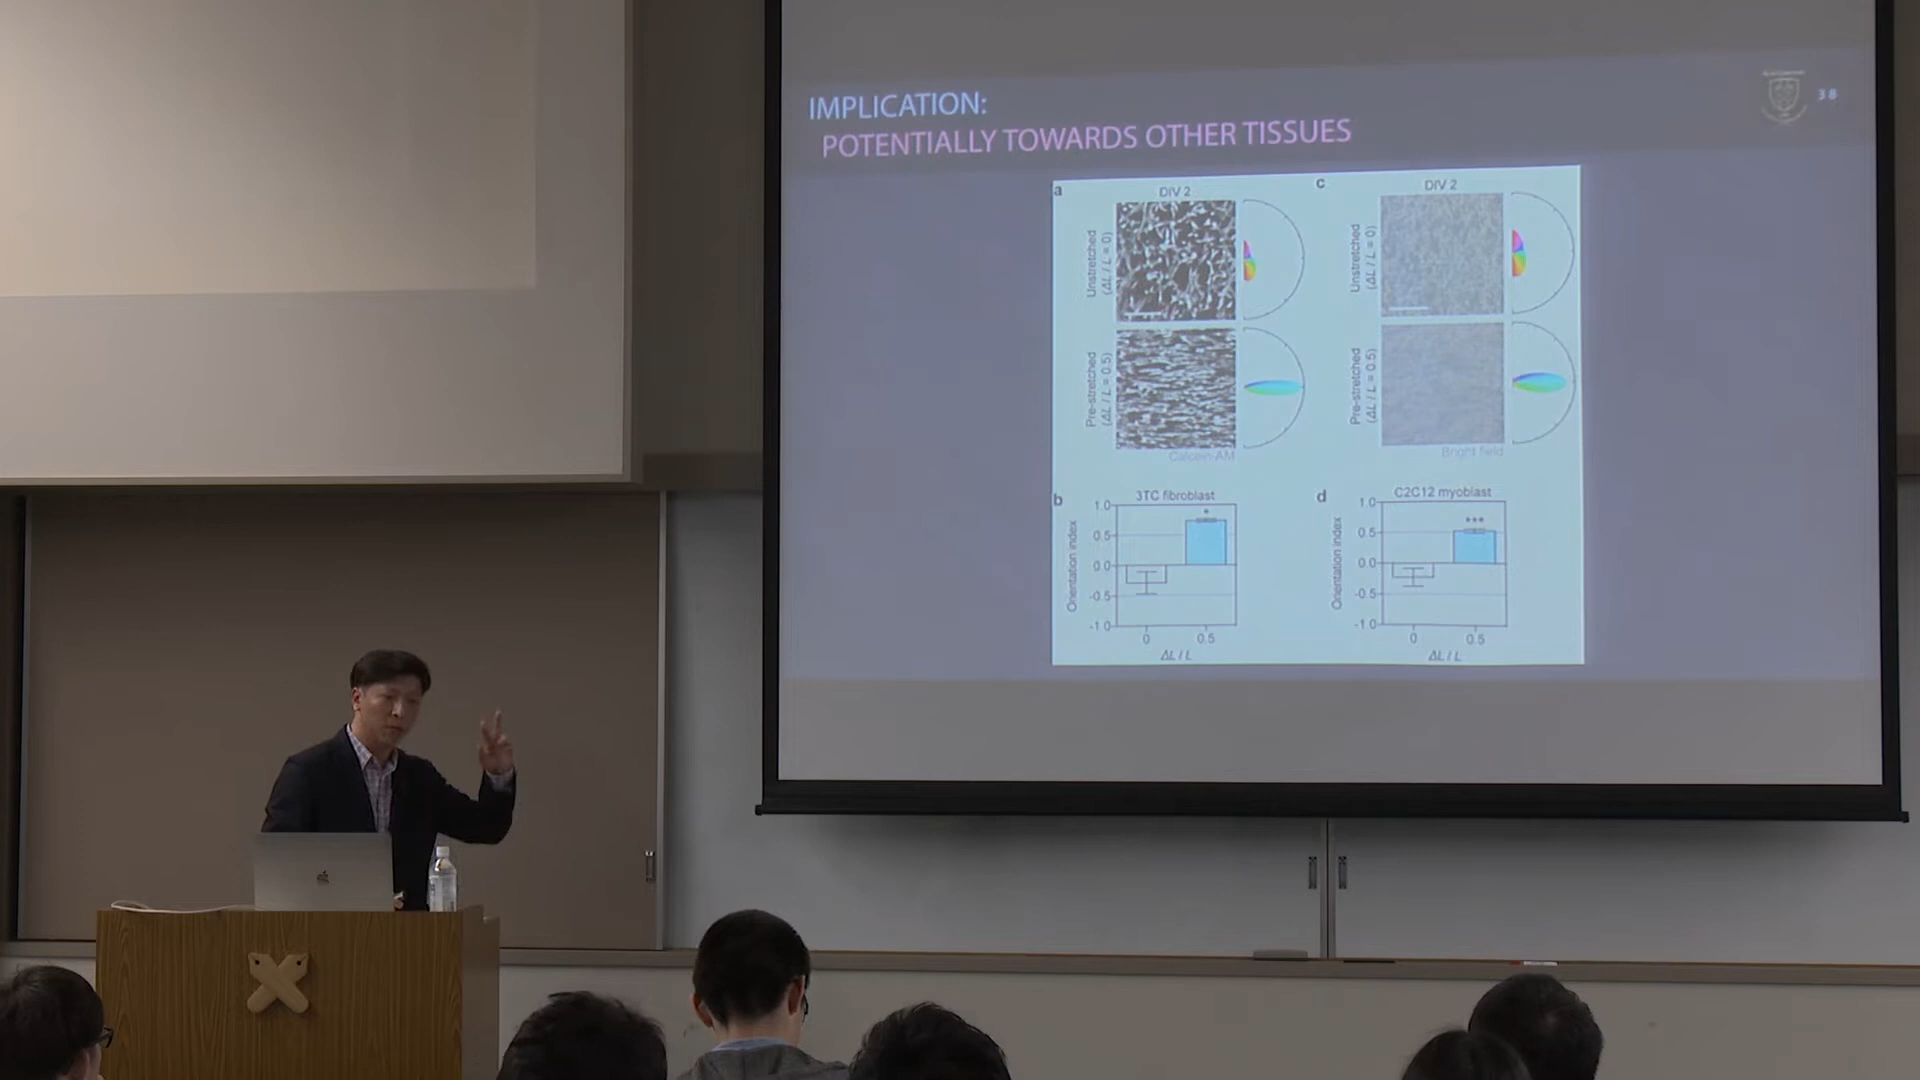 IMPLICATION:
POTENTIALLY TOWARDS OTHER TISSUES
38
a
DIV 2
Unstretched
(ΔL / L = 0)
Pre-stretched
(ΔL / L = 0.5)
Calcein-AM
c
DIV 2
Unstretched
(ΔL / L = 0)
Pre-stretched
(ΔL / L = 0.5)
Bright field
b
3TC fibroblast
Orientation index
1.0
0.5
0.0
-0.5
-1.0
*
0
0.5
ΔL / L
d
C2C12 myoblast
Orientation index
1.0
0.5
0.0
-0.5
-1.0
***
0
0.5
ΔL / L